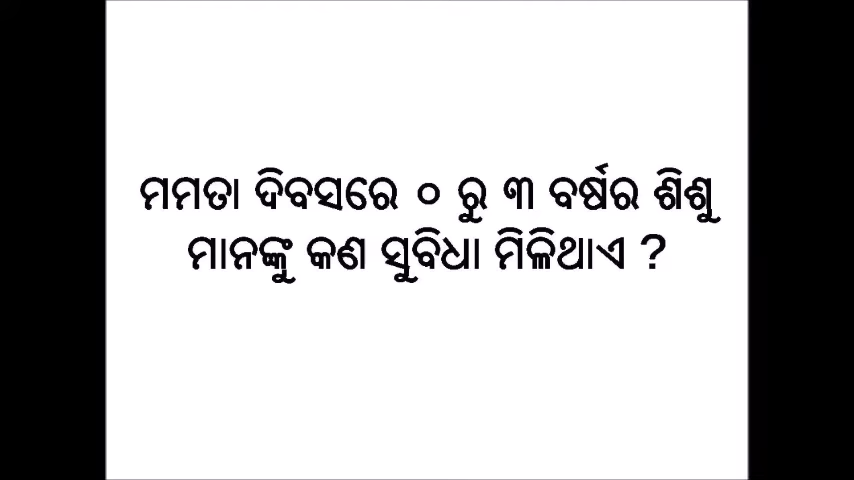 ମମତା ଦିବସରେ ୦ ରୁ ୩ ବର୍ଷର ଶିଶୁ
ମାନଙ୍କୁ କଣ ସୁବିଧା ମିଳିଥାଏ ?